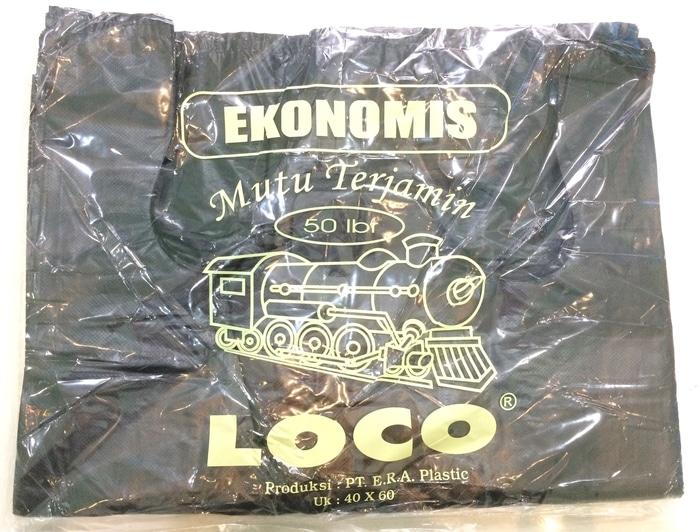 EKONOMIS
Mutu Terjamin
50 lbr
LOCO ®
Produksi : PT. E.R.A. Plastic
Uk : 40 X 60